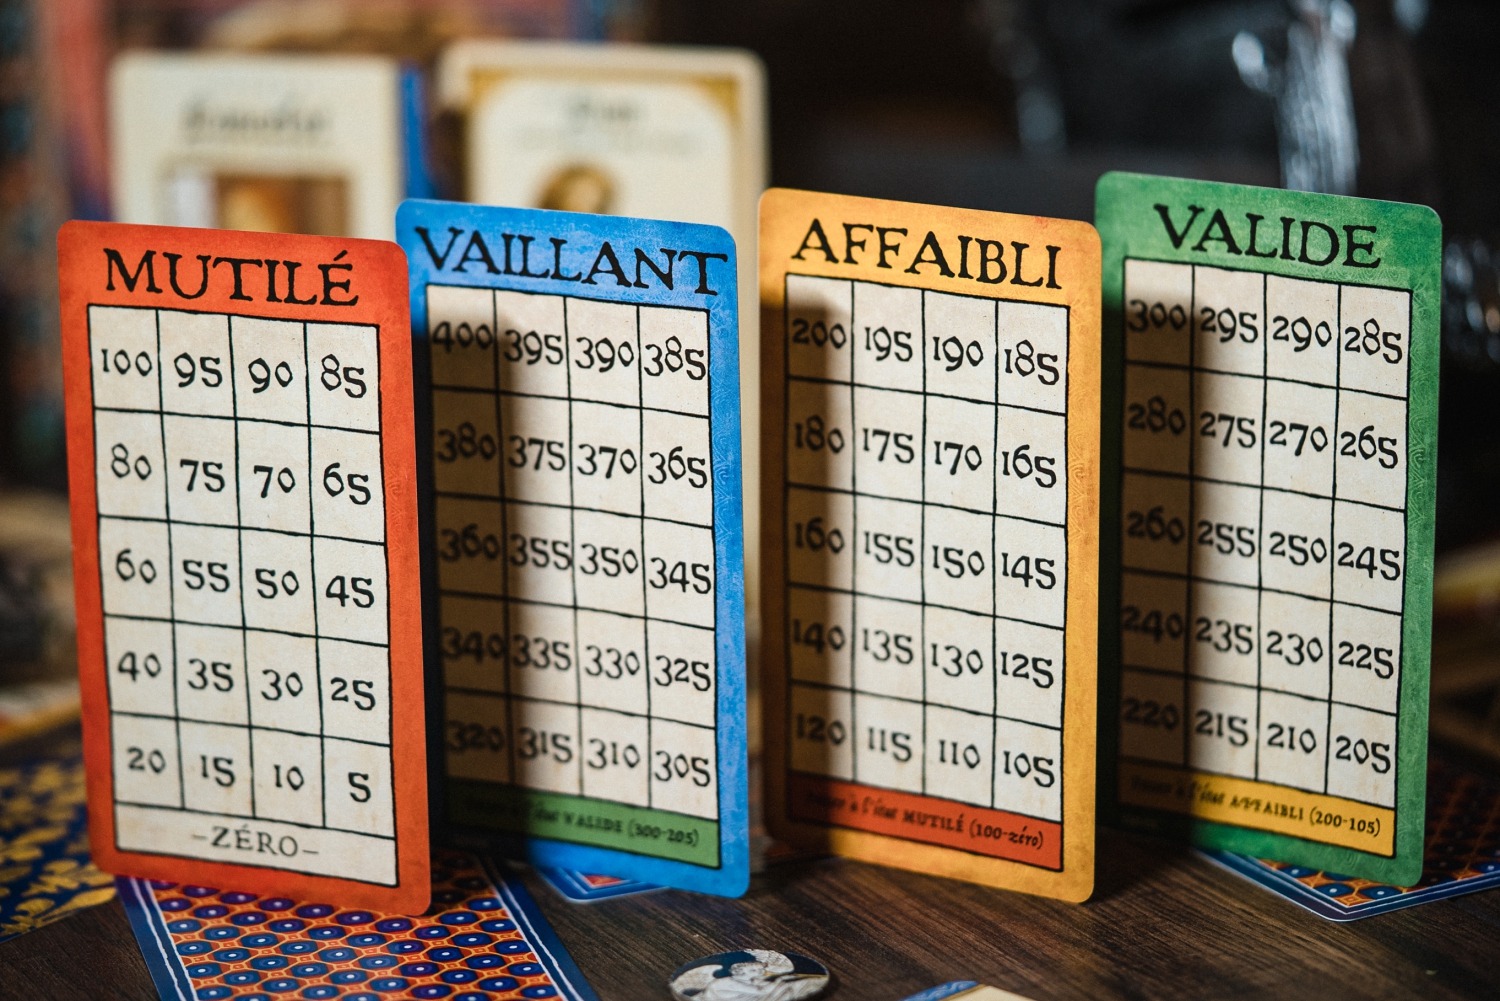 MUTILÉ
100 95 90 85
80 75 70 65
60 55 50 45
40 35 30 25
20 15 10 5
-ZÉRO-
VAILLANT
400 395 390 385
380 375 370 365
360 355 350 345
340 335 330 325
320 315 310 305
VALIDE (300-205)
AFFAIBLI
200 195 190 185
180 175 170 165
160 155 150 145
140 135 130 125
120 115 110 105
à l'état MUTILÉ (100-zéro)
VALIDE
300 295 290 285
280 275 270 265
260 255 250 245
240 235 230 225
220 215 210 205
à l'état AFFAIBLI (200-105)